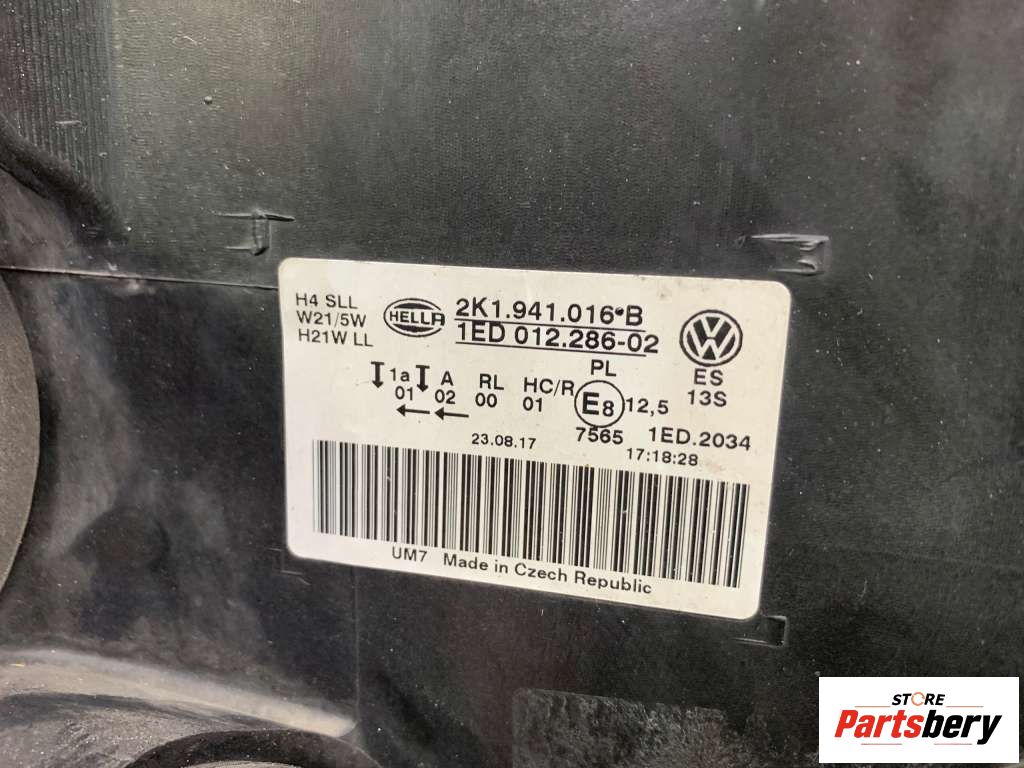 H4 SLL
W21/5W
H21W LL
HELLA
2K1.941.016•B
1ED 012.286-02
PL
ES
13S
1a A RL HC/R
01 02 00 01
E8 12,5
7565 1ED.2034
23.08.17 17:18:28
UM7 Made in Czech Republic
STORE
Partsbery